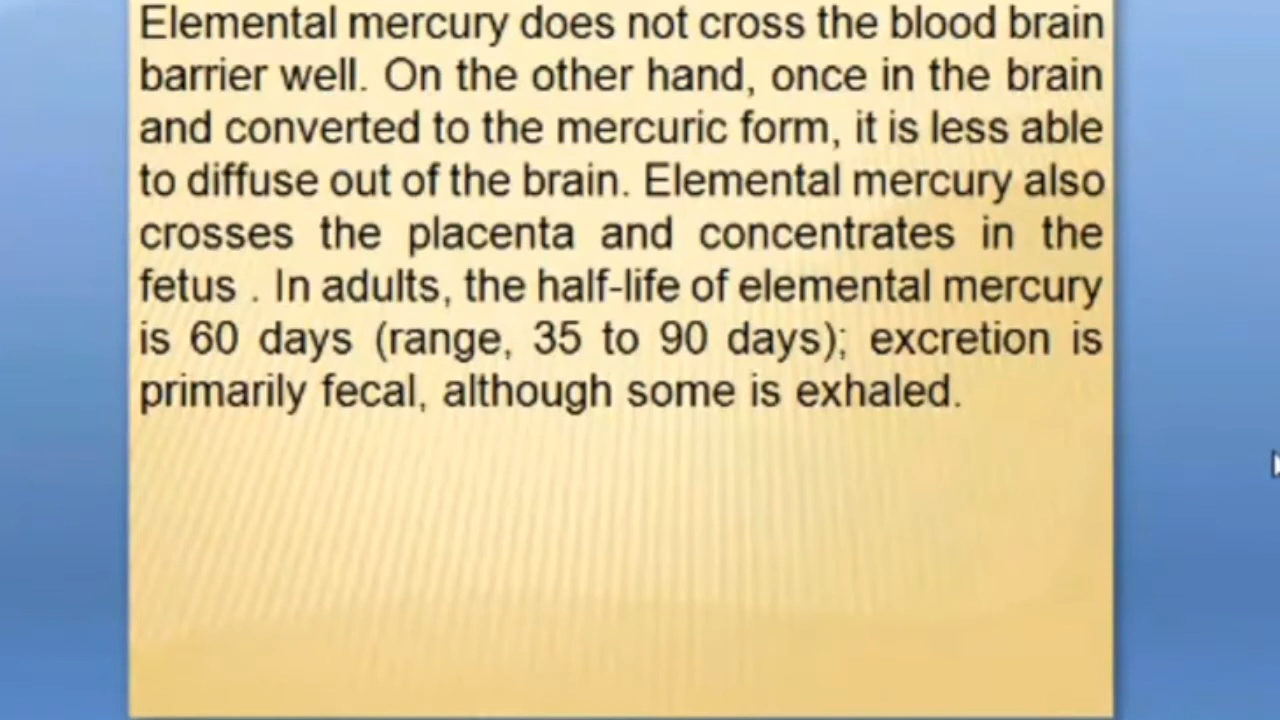 Elemental mercury does not cross the blood brain
barrier well. On the other hand, once in the brain
and converted to the mercuric form, it is less able
to diffuse out of the brain. Elemental mercury also
crosses the placenta and concentrates in the
fetus . In adults, the half-life of elemental mercury
is 60 days (range, 35 to 90 days); excretion is
primarily fecal, although some is exhaled.